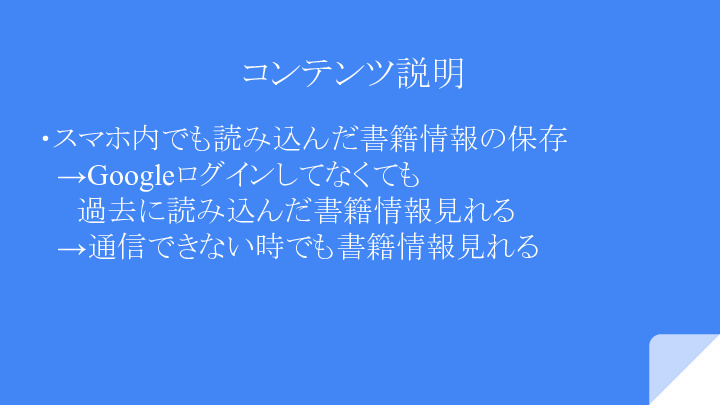 コンテンツ説明
・スマホ内でも読み込んだ書籍情報の保存
→Googleログインしてなくても
過去に読み込んだ書籍情報見れる
→通信できない時でも書籍情報見れる